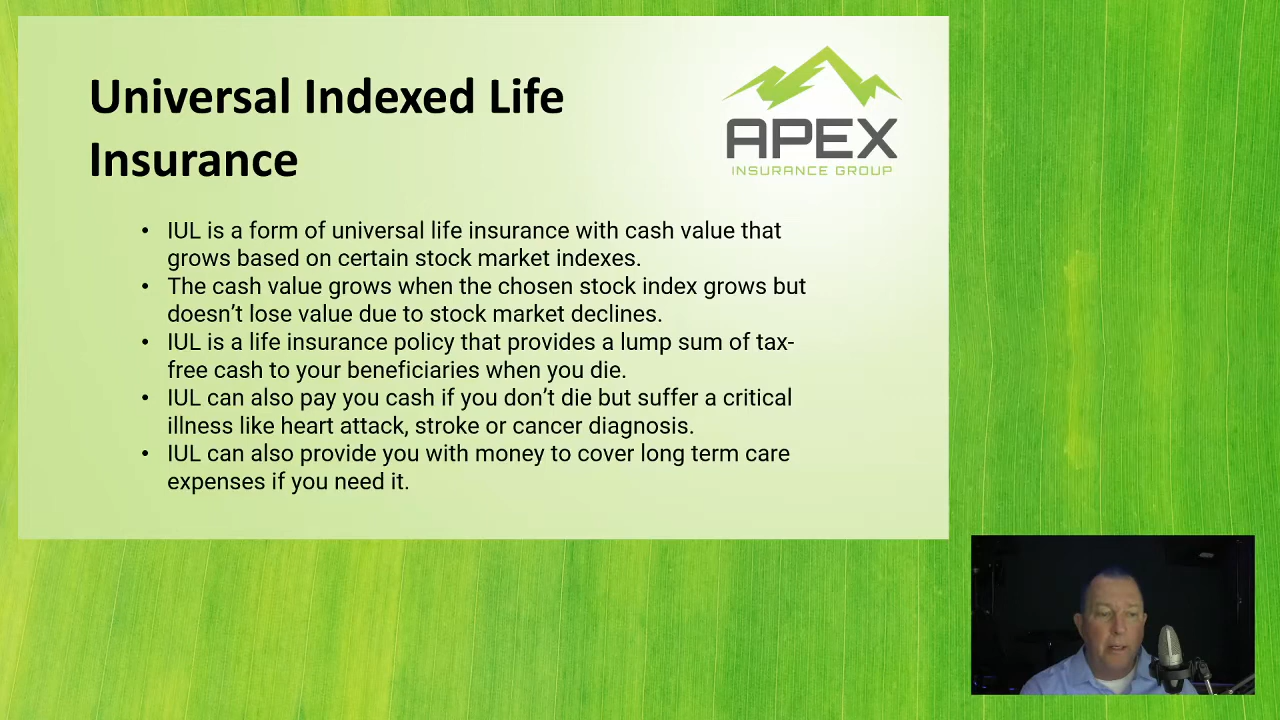 Universal Indexed Life
Insurance
APEX
INSURANCE GROUP
• IUL is a form of universal life insurance with cash value that
grows based on certain stock market indexes.
• The cash value grows when the chosen stock index grows but
doesn’t lose value due to stock market declines.
• IUL is a life insurance policy that provides a lump sum of tax-
free cash to your beneficiaries when you die.
• IUL can also pay you cash if you don’t die but suffer a critical
illness like heart attack, stroke or cancer diagnosis.
• IUL can also provide you with money to cover long term care
expenses if you need it.